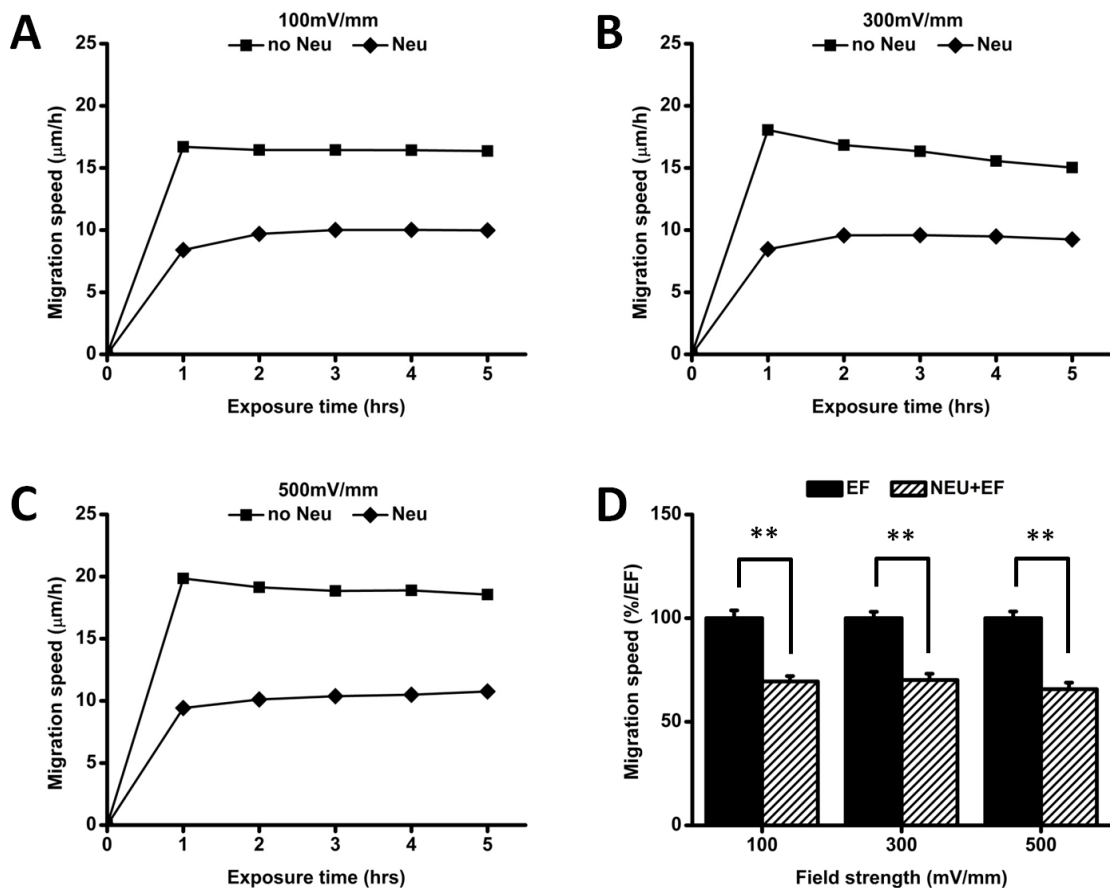 A
100mV/mm
no Neu Neu
25
20
15
10
5
0
Migration speed (μm/h)
0 1 2 3 4 5
Exposure time (hrs)
B
300mV/mm
no Neu Neu
25
20
15
10
5
0
Migration speed (μm/h)
0 1 2 3 4 5
Exposure time (hrs)
C
500mV/mm
no Neu Neu
25
20
15
10
5
0
Migration speed (μm/h)
0 1 2 3 4 5
Exposure time (hrs)
D
EF NEU+EF
150
100
50
0
Migration speed (%/EF)
** ** **
100 300 500
Field strength (mV/mm)